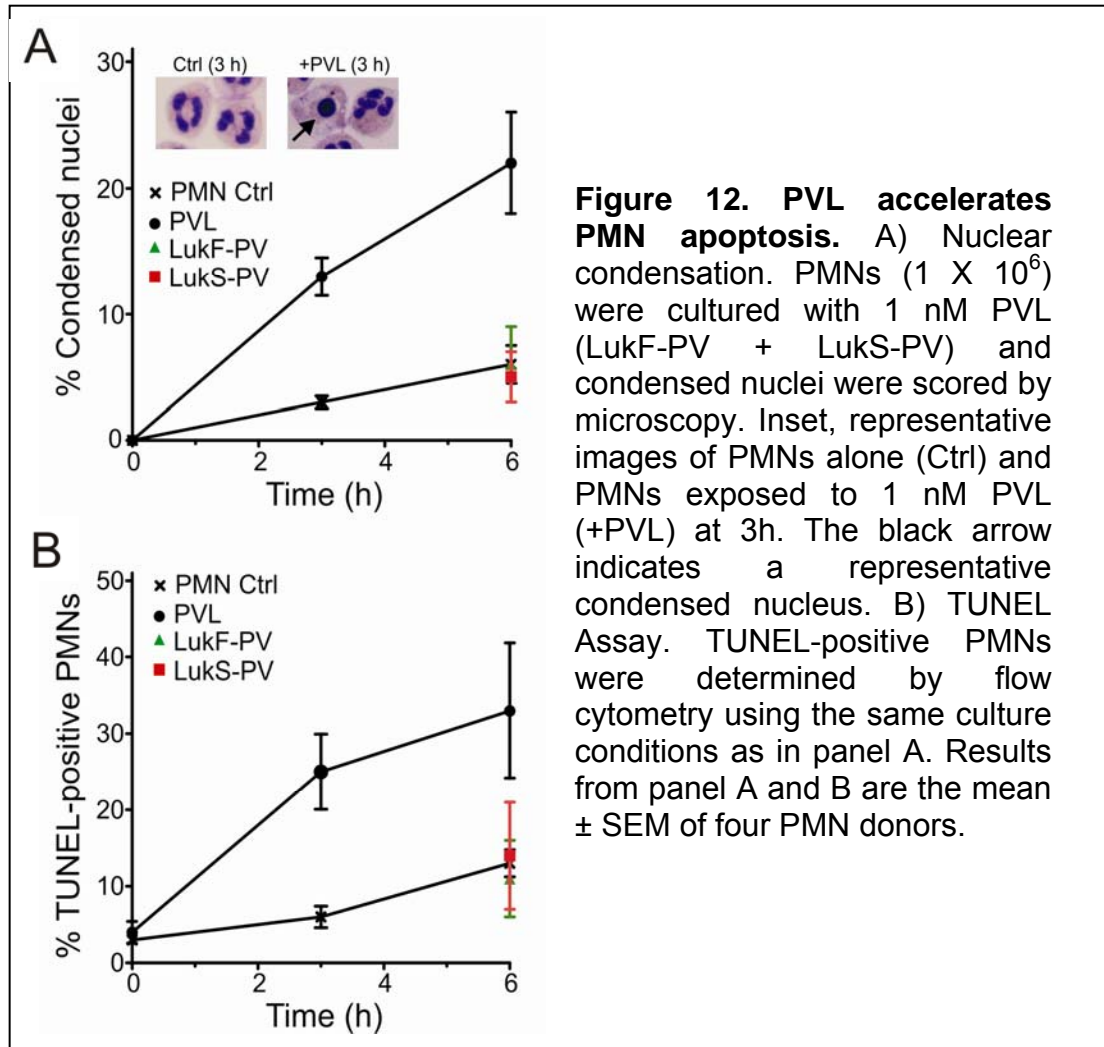 A
30
20
10
0
% Condensed nuclei
Ctrl (3 h)
+PVL (3 h)
PMN Ctrl
PVL
LukF-PV
LukS-PV
0 2 4 6
Time (h)
B
50
40
30
20
10
0
% TUNEL-positive PMNs
PMN Ctrl
PVL
LukF-PV
LukS-PV
0 2 4 6
Time (h)
Figure 12. PVL accelerates
PMN apoptosis. A) Nuclear
condensation. PMNs (1 X 10⁶)
were cultured with 1 nM PVL
(LukF-PV + LukS-PV) and
condensed nuclei were scored by
microscopy. Inset, representative
images of PMNs alone (Ctrl) and
PMNs exposed to 1 nM PVL
(+PVL) at 3h. The black arrow
indicates a representative
condensed nucleus. B) TUNEL
Assay. TUNEL-positive PMNs
were determined by flow
cytometry using the same culture
conditions as in panel A. Results
from panel A and B are the mean
± SEM of four PMN donors.